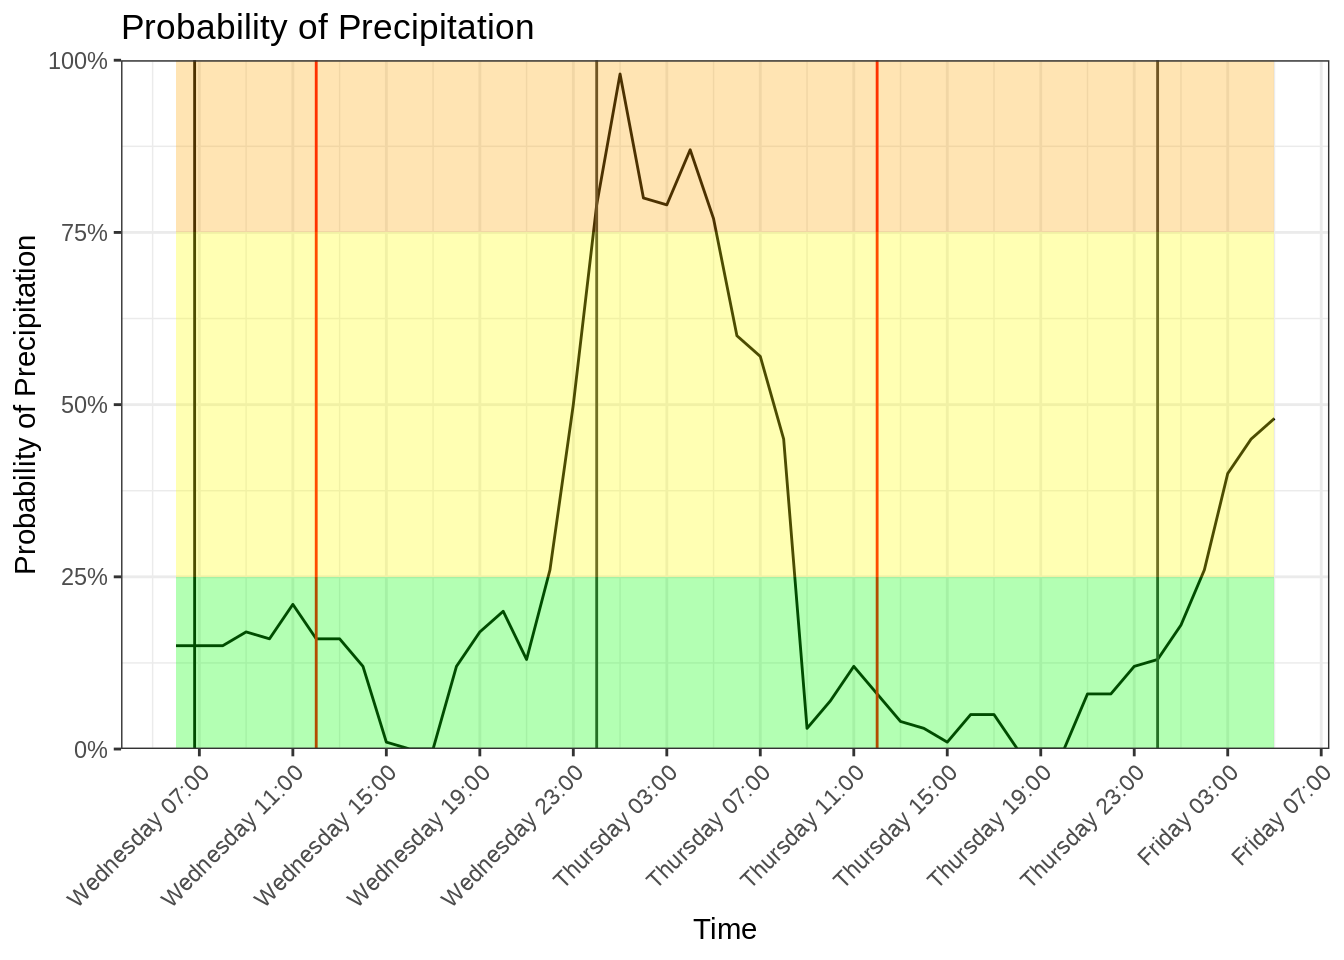 Probability of Precipitation
Probability of Precipitation
100%
75%
50%
25%
0%
Wednesday 07:00
Wednesday 11:00
Wednesday 15:00
Wednesday 19:00
Wednesday 23:00
Thursday 03:00
Thursday 07:00
Thursday 11:00
Thursday 15:00
Thursday 19:00
Thursday 23:00
Friday 03:00
Friday 07:00
Time